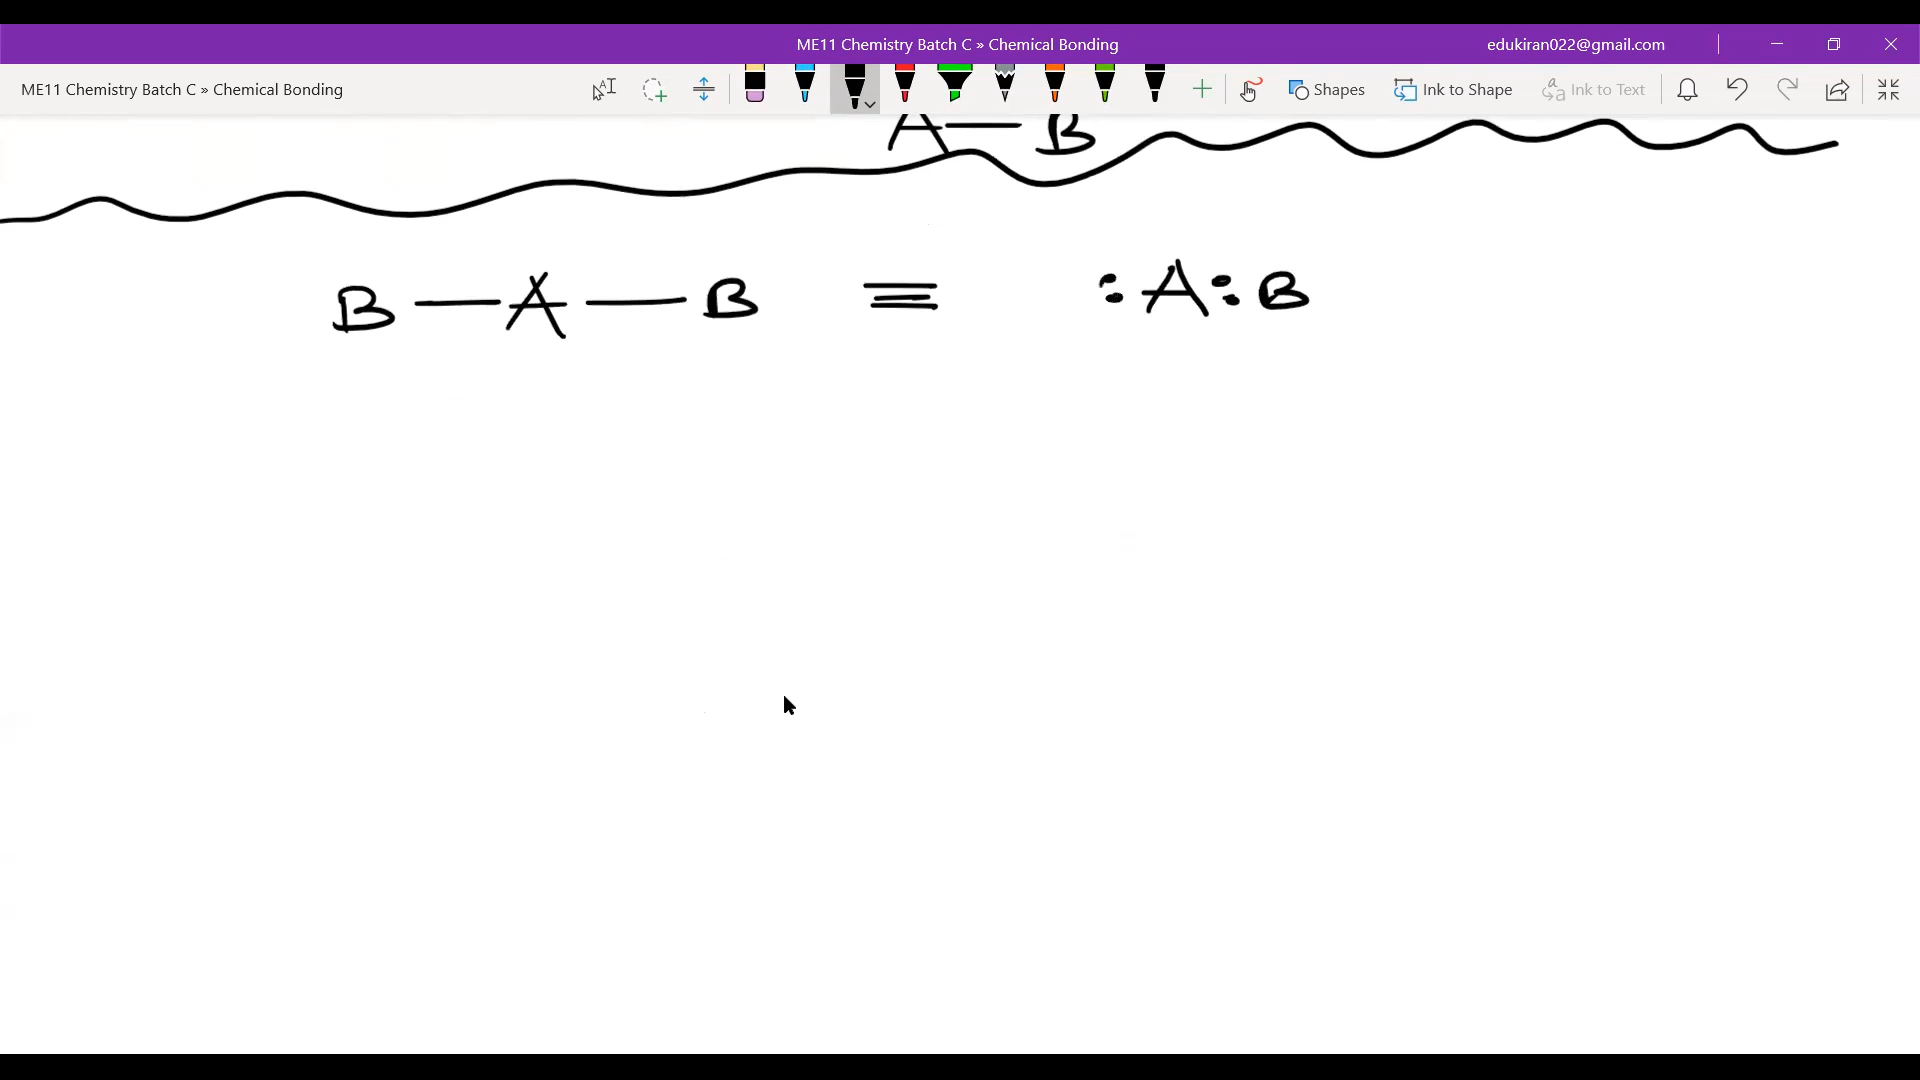 ME11 Chemistry Batch C » Chemical Bonding
edukiran022@gmail.com
ME11 Chemistry Batch C » Chemical Bonding
Shapes
Ink to Shape
Ink to Text
A — B
B — A — B ≡ :A:B